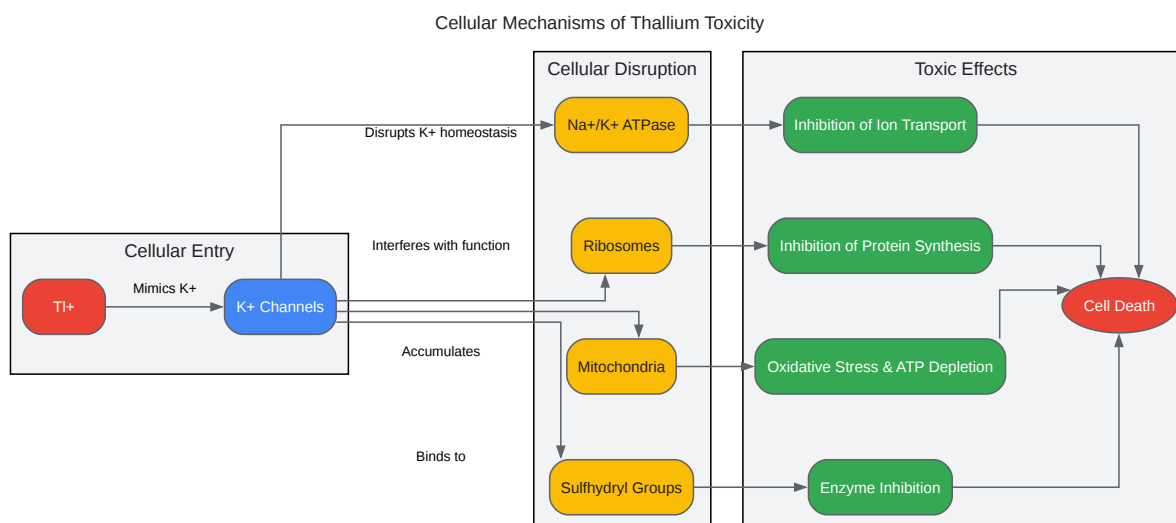 Cellular Mechanisms of Thallium Toxicity
Cellular Disruption
Toxic Effects
Disrupts K+ homeostasis
Na+/K+ ATPase
Inhibition of Ion Transport
Cellular Entry
Interferes with function
Ribosomes
Inhibition of Protein Synthesis
Mimics K+
Tl+
K+ Channels
Cell Death
Accumulates
Mitochondria
Oxidative Stress & ATP Depletion
Binds to
Sulfhydryl Groups
Enzyme Inhibition